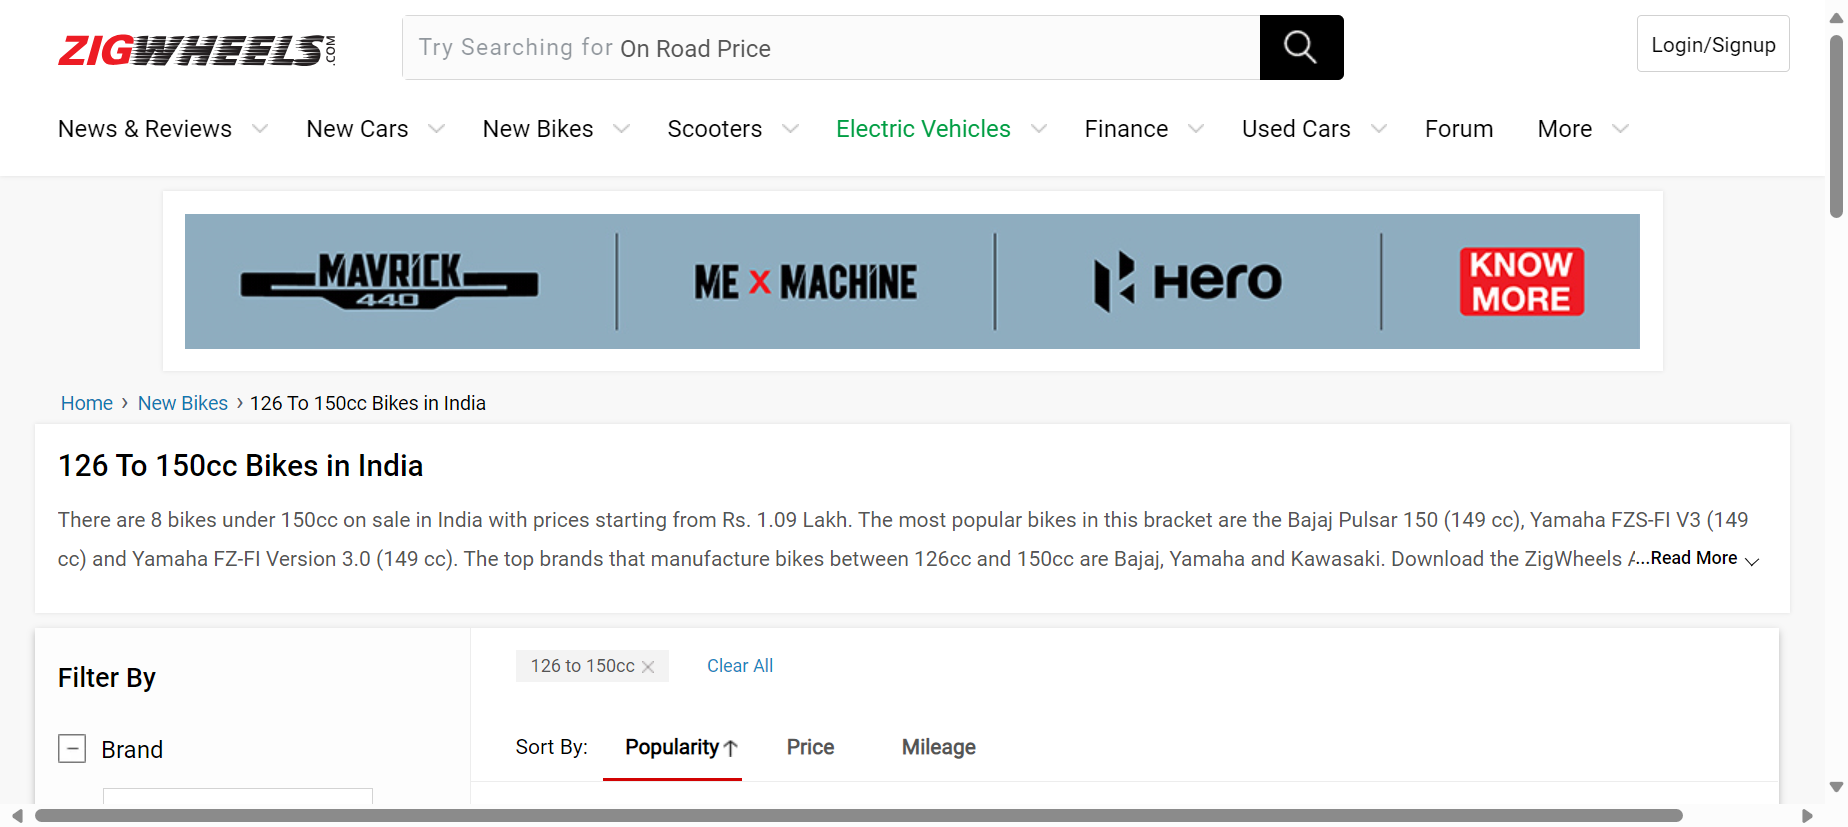 ZIGWHEELS.COM
Try Searching for On Road Price
Login/Signup
News & Reviews New Cars New Bikes Scooters Electric Vehicles Finance Used Cars Forum More
MAVRICK 440
ME X MACHINE
Hero
KNOW MORE
Home › New Bikes › 126 To 150cc Bikes in India
126 To 150cc Bikes in India
There are 8 bikes under 150cc on sale in India with prices starting from Rs. 1.09 Lakh. The most popular bikes in this bracket are the Bajaj Pulsar 150 (149 cc), Yamaha FZS-FI V3 (149
cc) and Yamaha FZ-FI Version 3.0 (149 cc). The top brands that manufacture bikes between 126cc and 150cc are Bajaj, Yamaha and Kawasaki. Download the ZigWheels A...Read More
Filter By
Brand
126 to 150cc Clear All
Sort By: Popularity↑ Price Mileage